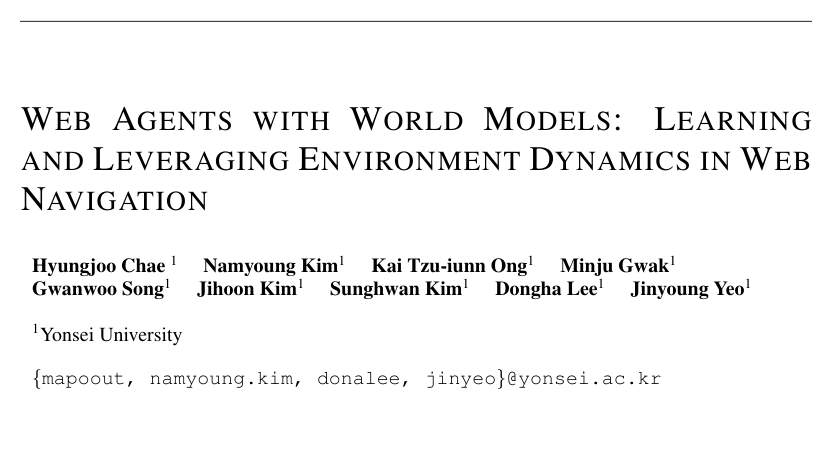 WEB AGENTS WITH WORLD MODELS: LEARNING
AND LEVERAGING ENVIRONMENT DYNAMICS IN WEB
NAVIGATION
Hyungjoo Chae 1 Namyoung Kim1 Kai Tzu-iunn Ong1 Minju Gwak1
Gwanwoo Song1 Jihoon Kim1 Sunghwan Kim1 Dongha Lee1 Jinyoung Yeo1
1Yonsei University
{mapoout, namyoung.kim, donalee, jinyeo}@yonsei.ac.kr